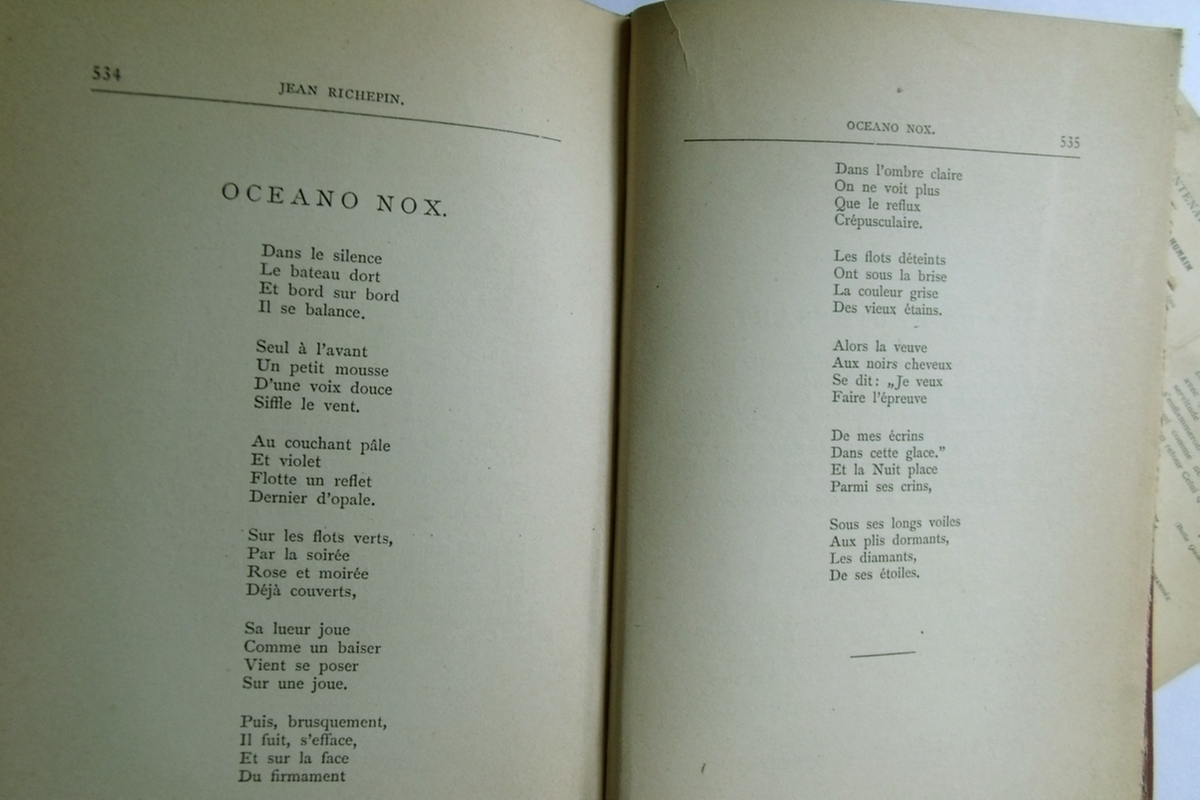 534
JEAN RICHEPIN.
OCEANO NOX.
Dans le silence
Le bateau dort
Et bord sur bord
Il se balance.
Seul à l'avant
Un petit mousse
D'une voix douce
Siffle le vent.
Au couchant pâle
Et violet
Flotte un reflet
Dernier d'opale.
Sur les flots verts,
Par la soirée
Rose et moirée
Déjà couverts,
Sa lueur joue
Comme un baiser
Vient se poser
Sur une joue.
Puis, brusquement,
Il fuit, s'efface,
Et sur la face
Du firmament
OCEANO NOX.
535
Dans l'ombre claire
On ne voit plus
Que le reflux
Crépusculaire.
Les flots déteints
Ont sous la brise
La couleur grise
Des vieux étains.
Alors la veuve
Aux noirs cheveux
Se dit: „Je veux
Faire l'épreuve
De mes écrins
Dans cette glace.”
Et la Nuit place
Parmi ses crins,
Sous ses longs voiles
Aux plis dormants,
Les diamants,
De ses étoiles.
HUMAIN